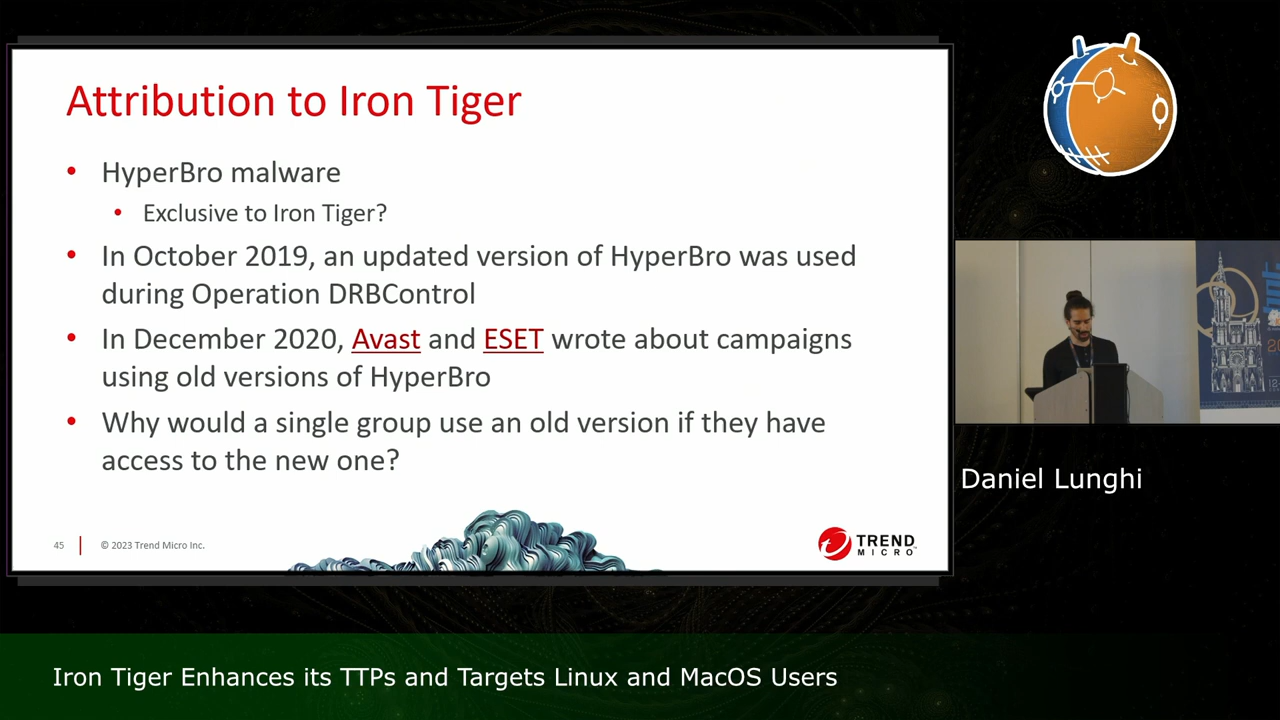 Attribution to Iron Tiger
• HyperBro malware
• Exclusive to Iron Tiger?
• In October 2019, an updated version of HyperBro was used
during Operation DRBControl
• In December 2020, Avast and ESET wrote about campaigns
using old versions of HyperBro
• Why would a single group use an old version if they have
access to the new one?
45
© 2023 Trend Micro Inc.
TREND
MICRO™
Daniel Lunghi
Iron Tiger Enhances its TTPs and Targets Linux and MacOS Users